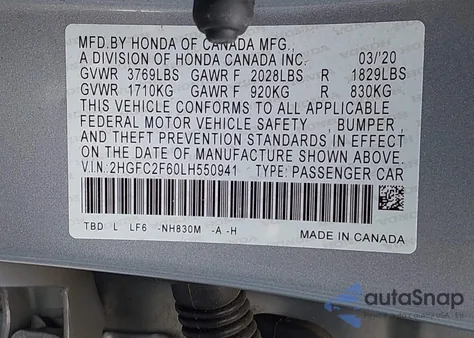 MFD.BY HONDA OF CANADA MFG.,
A DIVISION OF HONDA CANADA INC. 03/'20
GVWR 3769LBS GAWR F 2028LBS R 1829LBS
GVWR 1710KG GAWR F 920KG R 830KG
THIS VEHICLE CONFORMS TO ALL APPLICABLE
FEDERAL MOTOR VEHICLE SAFETY , BUMPER ,
AND THEFT PREVENTION STANDARDS IN EFFECT
ON THE DATE OF MANUFACTURE SHOWN ABOVE.
V.I.N.:2HGFC2F60LH550941 TYPE: PASSENGER CAR
TBD L LF6 -NH830M -A -H
MADE IN CANADA
autaSnap